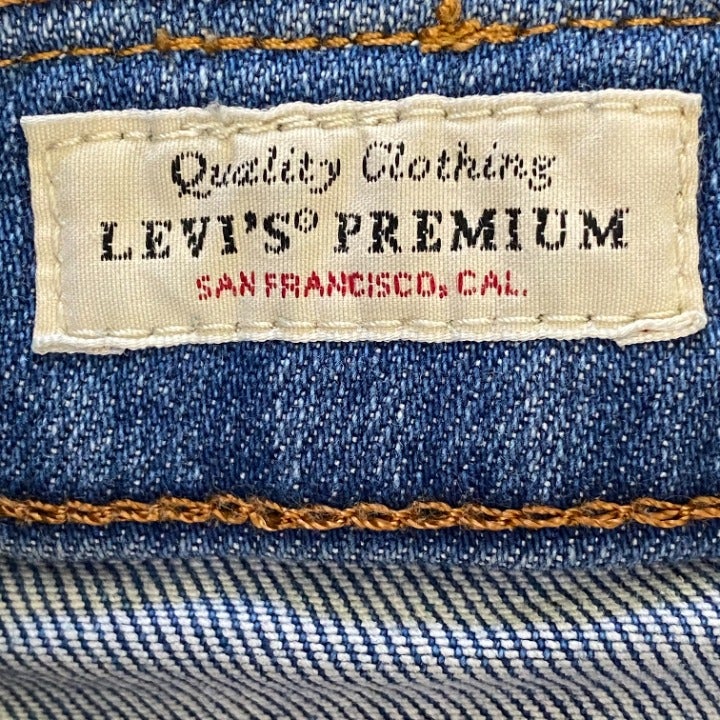 Quality Clothing
LEVI'S® PREMIUM
SAN FRANCISCO, CAL.